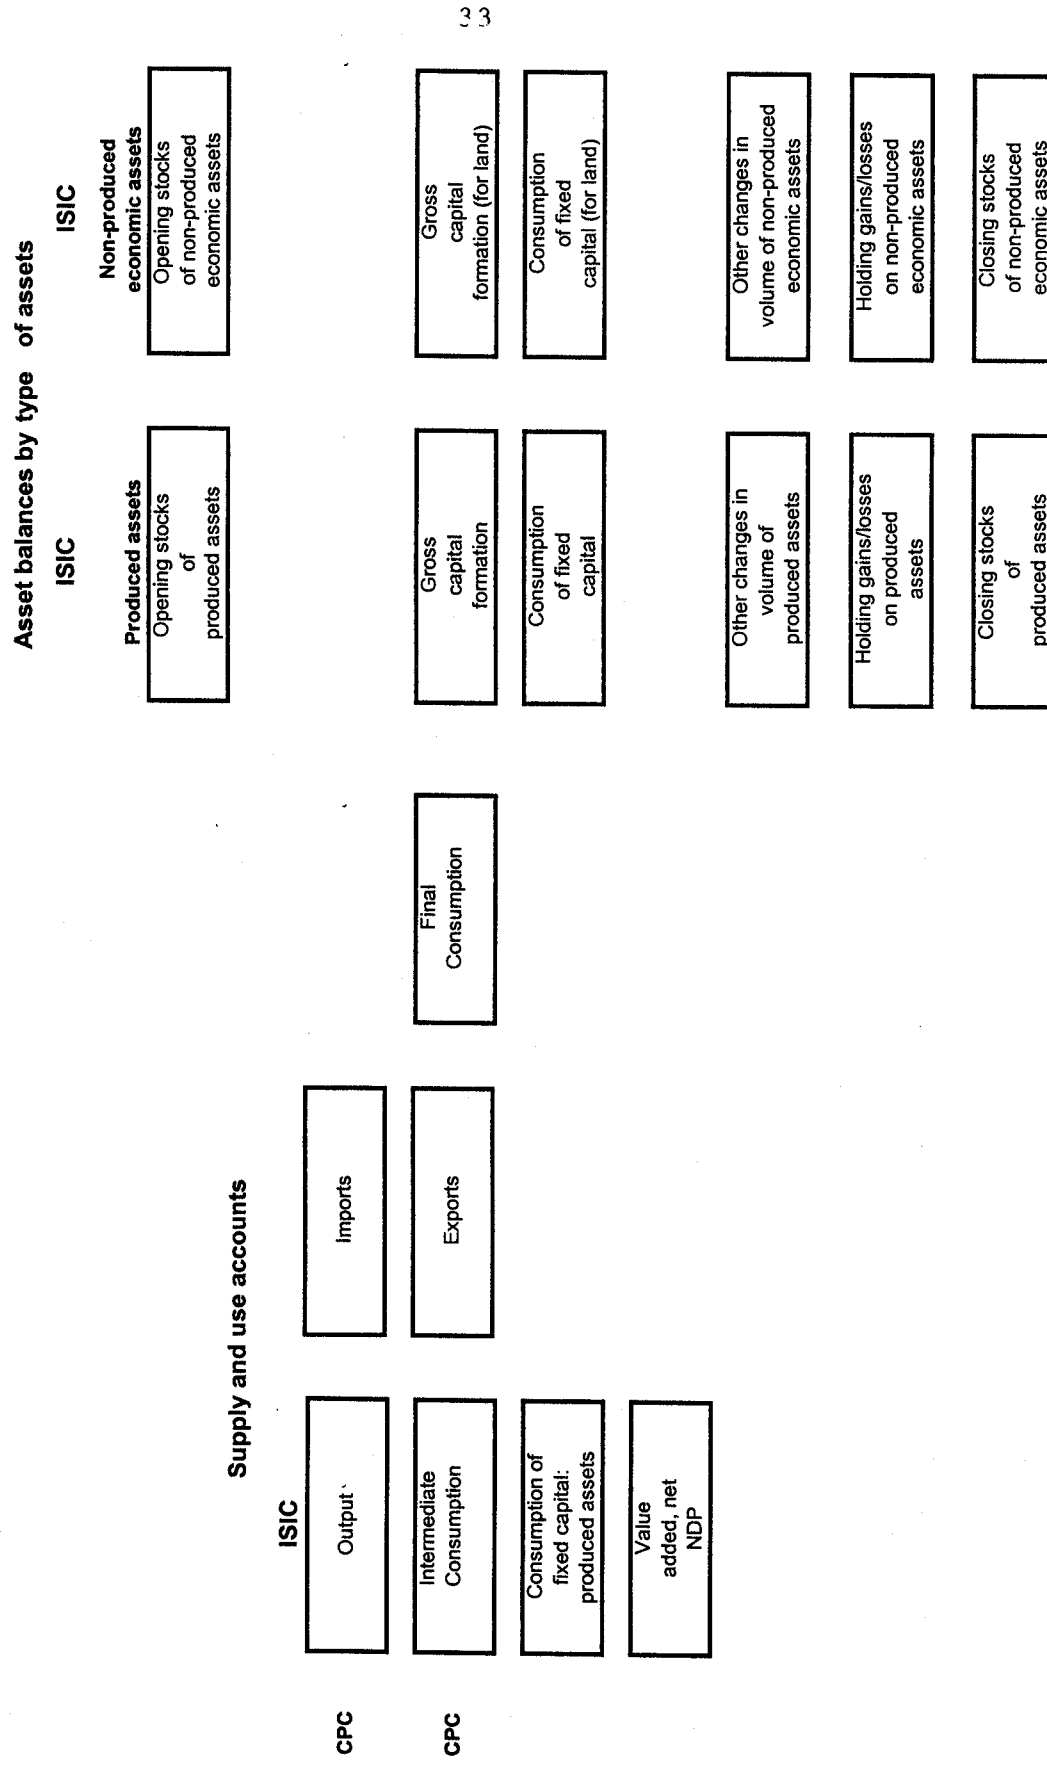 33
Asset balances by type of assets
ISIC
ISIC
Produced assets
Non-produced
economic assets
Opening stocks
of
produced assets
Opening stocks
of non-produced
economic assets
Supply and use accounts
ISIC
CPC
Output
Imports
CPC
Intermediate
Consumption
Exports
Final
Consumption
Gross
capital
formation
Gross
capital
formation (for land)
Consumption of
fixed capital:
produced assets
Consumption
of fixed
capital
Consumption
of fixed
capital (for land)
Value
added, net
NDP
Other changes in
volume of
produced assets
Other changes in
volume of non-produced
economic assets
Holding gains/losses
on produced
assets
Holding gains/losses
on non-produced
economic assets
Closing stocks
of
produced assets
Closing stocks
of non-produced
economic assets